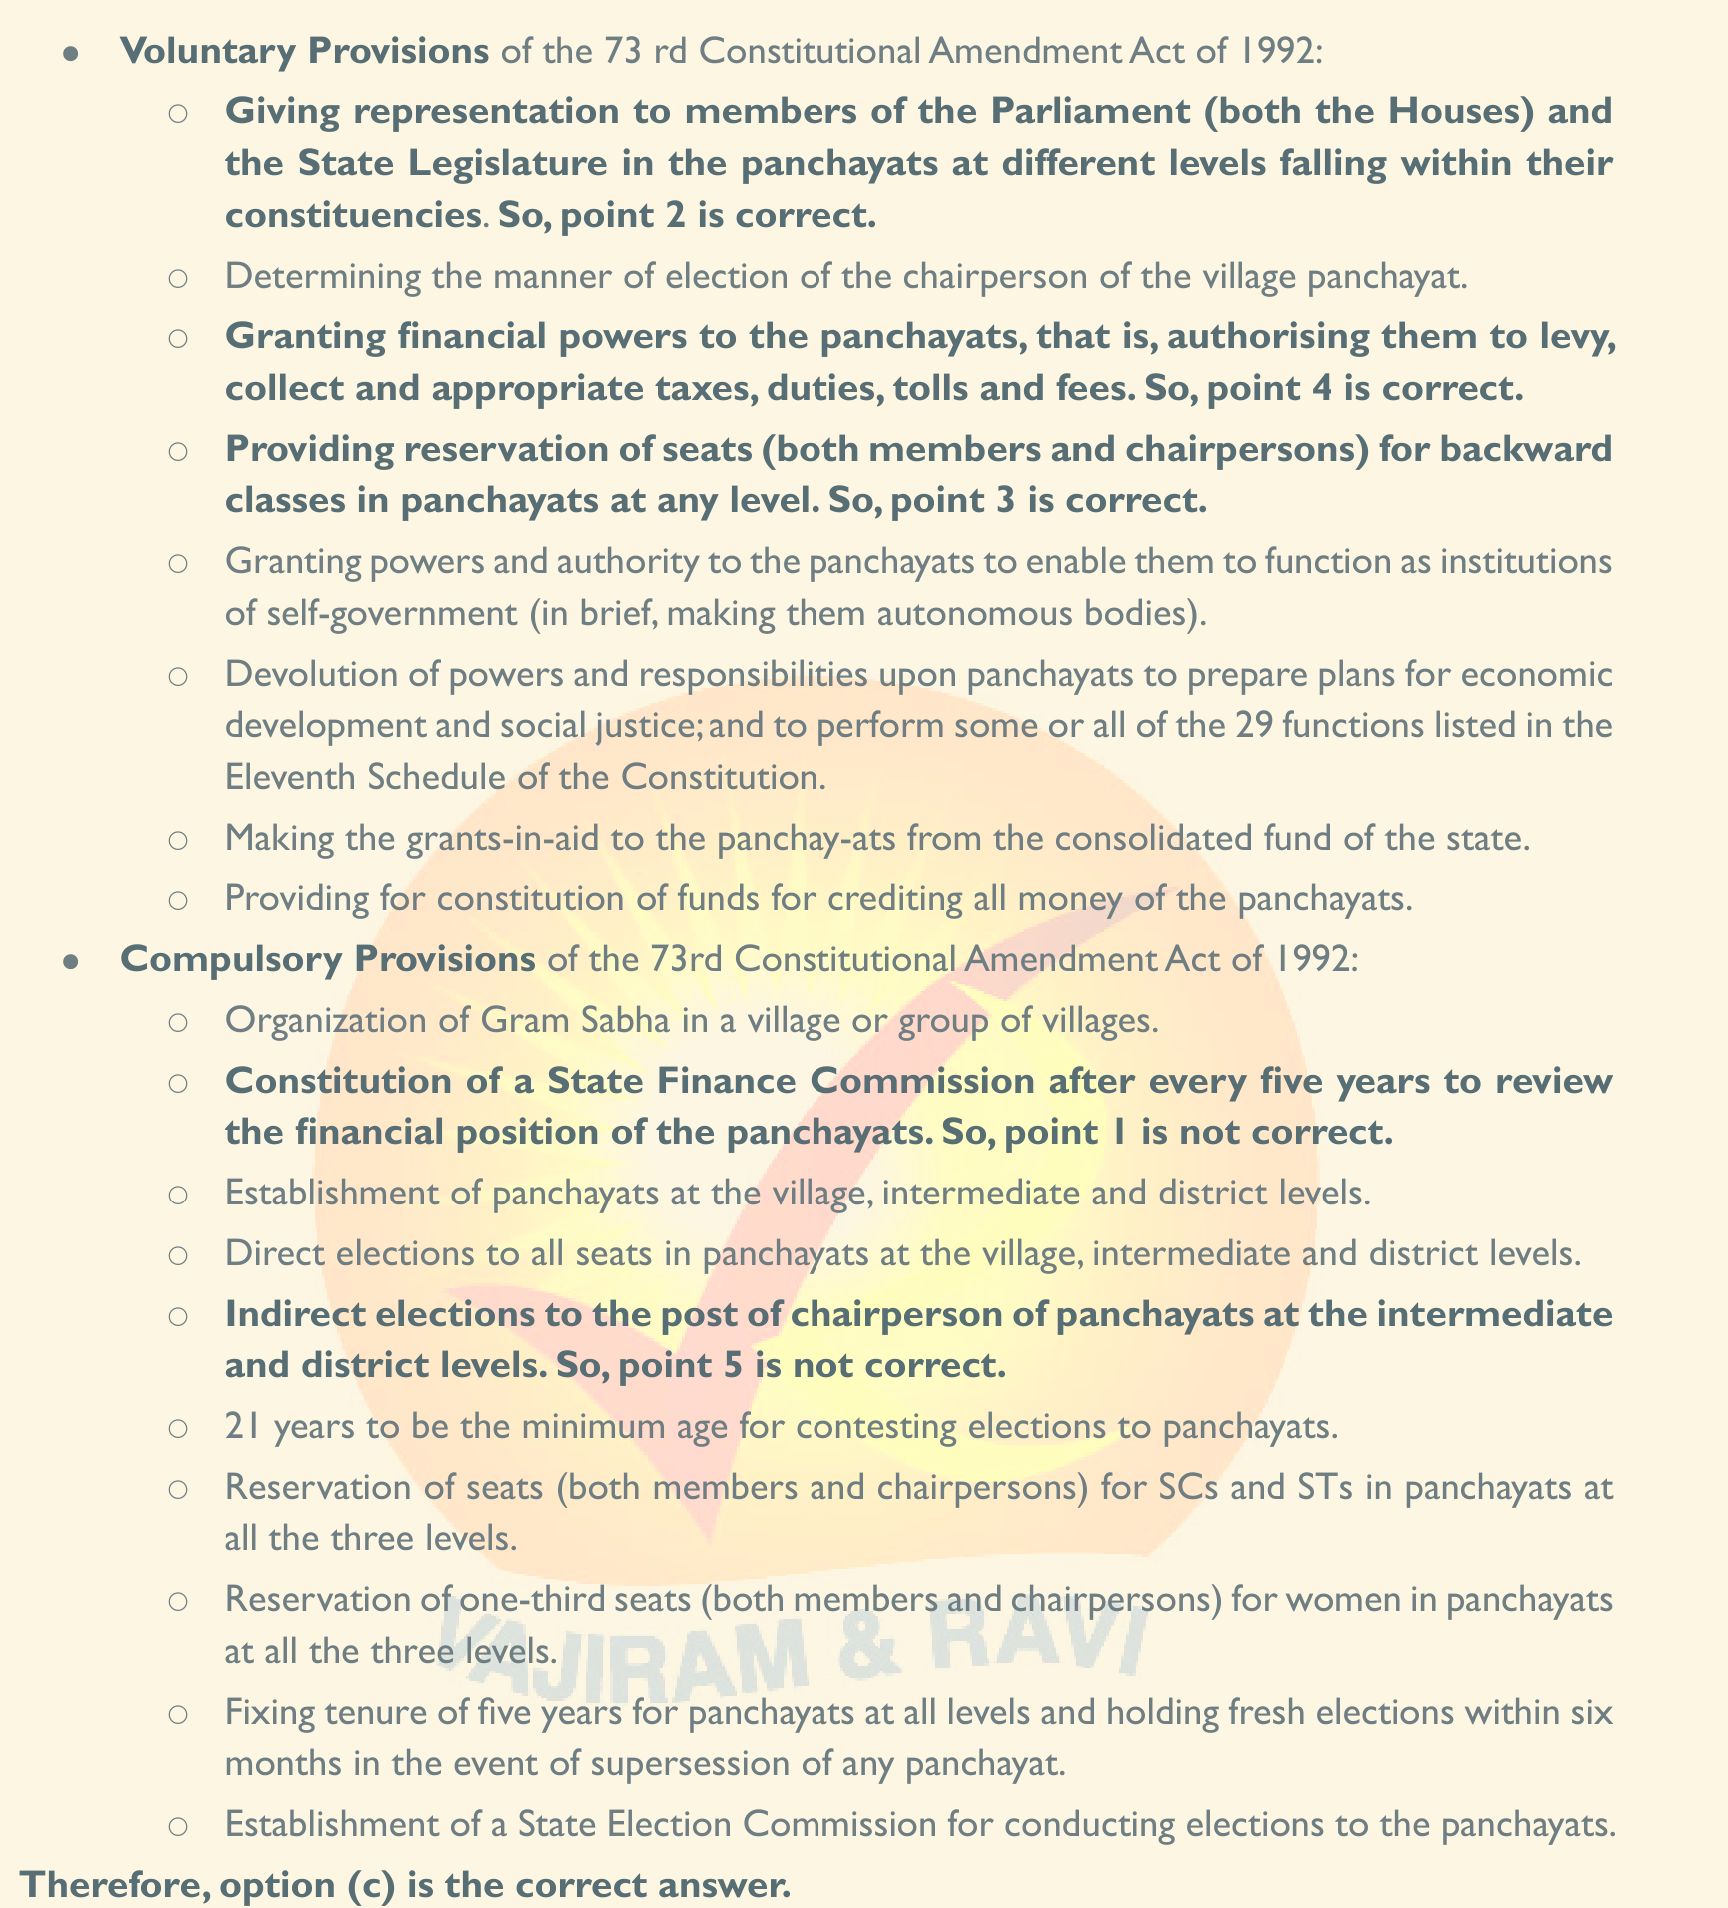 • Voluntary Provisions of the 73 rd Constitutional Amendment Act of 1992:
○ Giving representation to members of the Parliament (both the Houses) and
the State Legislature in the panchayats at different levels falling within their
constituencies. So, point 2 is correct.
○ Determining the manner of election of the chairperson of the village panchayat.
○ Granting financial powers to the panchayats, that is, authorising them to levy,
collect and appropriate taxes, duties, tolls and fees. So, point 4 is correct.
○ Providing reservation of seats (both members and chairpersons) for backward
classes in panchayats at any level. So, point 3 is correct.
○ Granting powers and authority to the panchayats to enable them to function as institutions
of self-government (in brief, making them autonomous bodies).
○ Devolution of powers and responsibilities upon panchayats to prepare plans for economic
development and social justice; and to perform some or all of the 29 functions listed in the
Eleventh Schedule of the Constitution.
○ Making the grants-in-aid to the panchay-ats from the consolidated fund of the state.
○ Providing for constitution of funds for crediting all money of the panchayats.
• Compulsory Provisions of the 73rd Constitutional Amendment Act of 1992:
○ Organization of Gram Sabha in a village or group of villages.
○ Constitution of a State Finance Commission after every five years to review
the financial position of the panchayats. So, point 1 is not correct.
○ Establishment of panchayats at the village, intermediate and district levels.
○ Direct elections to all seats in panchayats at the village, intermediate and district levels.
○ Indirect elections to the post of chairperson of panchayats at the intermediate
and district levels. So, point 5 is not correct.
○ 21 years to be the minimum age for contesting elections to panchayats.
○ Reservation of seats (both members and chairpersons) for SCs and STs in panchayats at
all the three levels.
○ Reservation of one-third seats (both members and chairpersons) for women in panchayats
at all the three levels.
VAJIRAM & RAVI
○ Fixing tenure of five years for panchayats at all levels and holding fresh elections within six
months in the event of supersession of any panchayat.
○ Establishment of a State Election Commission for conducting elections to the panchayats.
Therefore, option (c) is the correct answer.